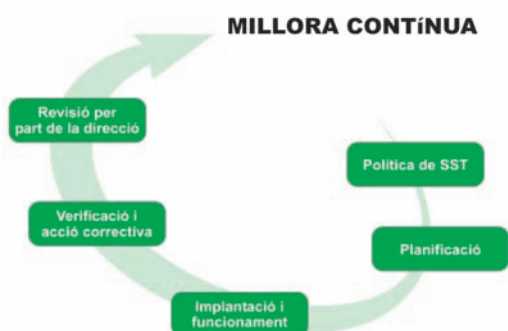 MILLORA CONTÍNUA
Revisió per
part de la direcció
Política de SST
Verificació i
acció correctiva
Planificació
Implantació i
funcionament